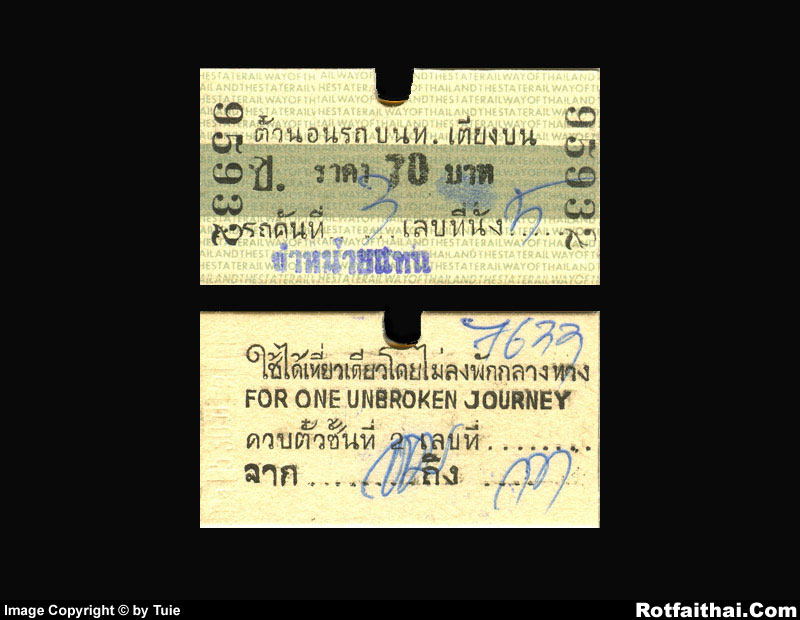 THESTATERAILWAYOFTHAILANDTHESTATERAILWAYOFTHAILAND
95932
95932
ตั๋วนอนรถ บนท. เตียงบน
ป. ราคา 70 บาท
รถคันที่ 3 เลขที่นั่ง
จำหน่ายแทน
7633
ใช้ได้เที่ยวเดียวโดยไม่ลงพักกลางทาง
FOR ONE UNBROKEN JOURNEY
ควบตั๋วชั้นที่ 2 เลขที่ ........
จาก ......... ถึง .....
Image Copyright © by Tuie
Rotfaithai.Com